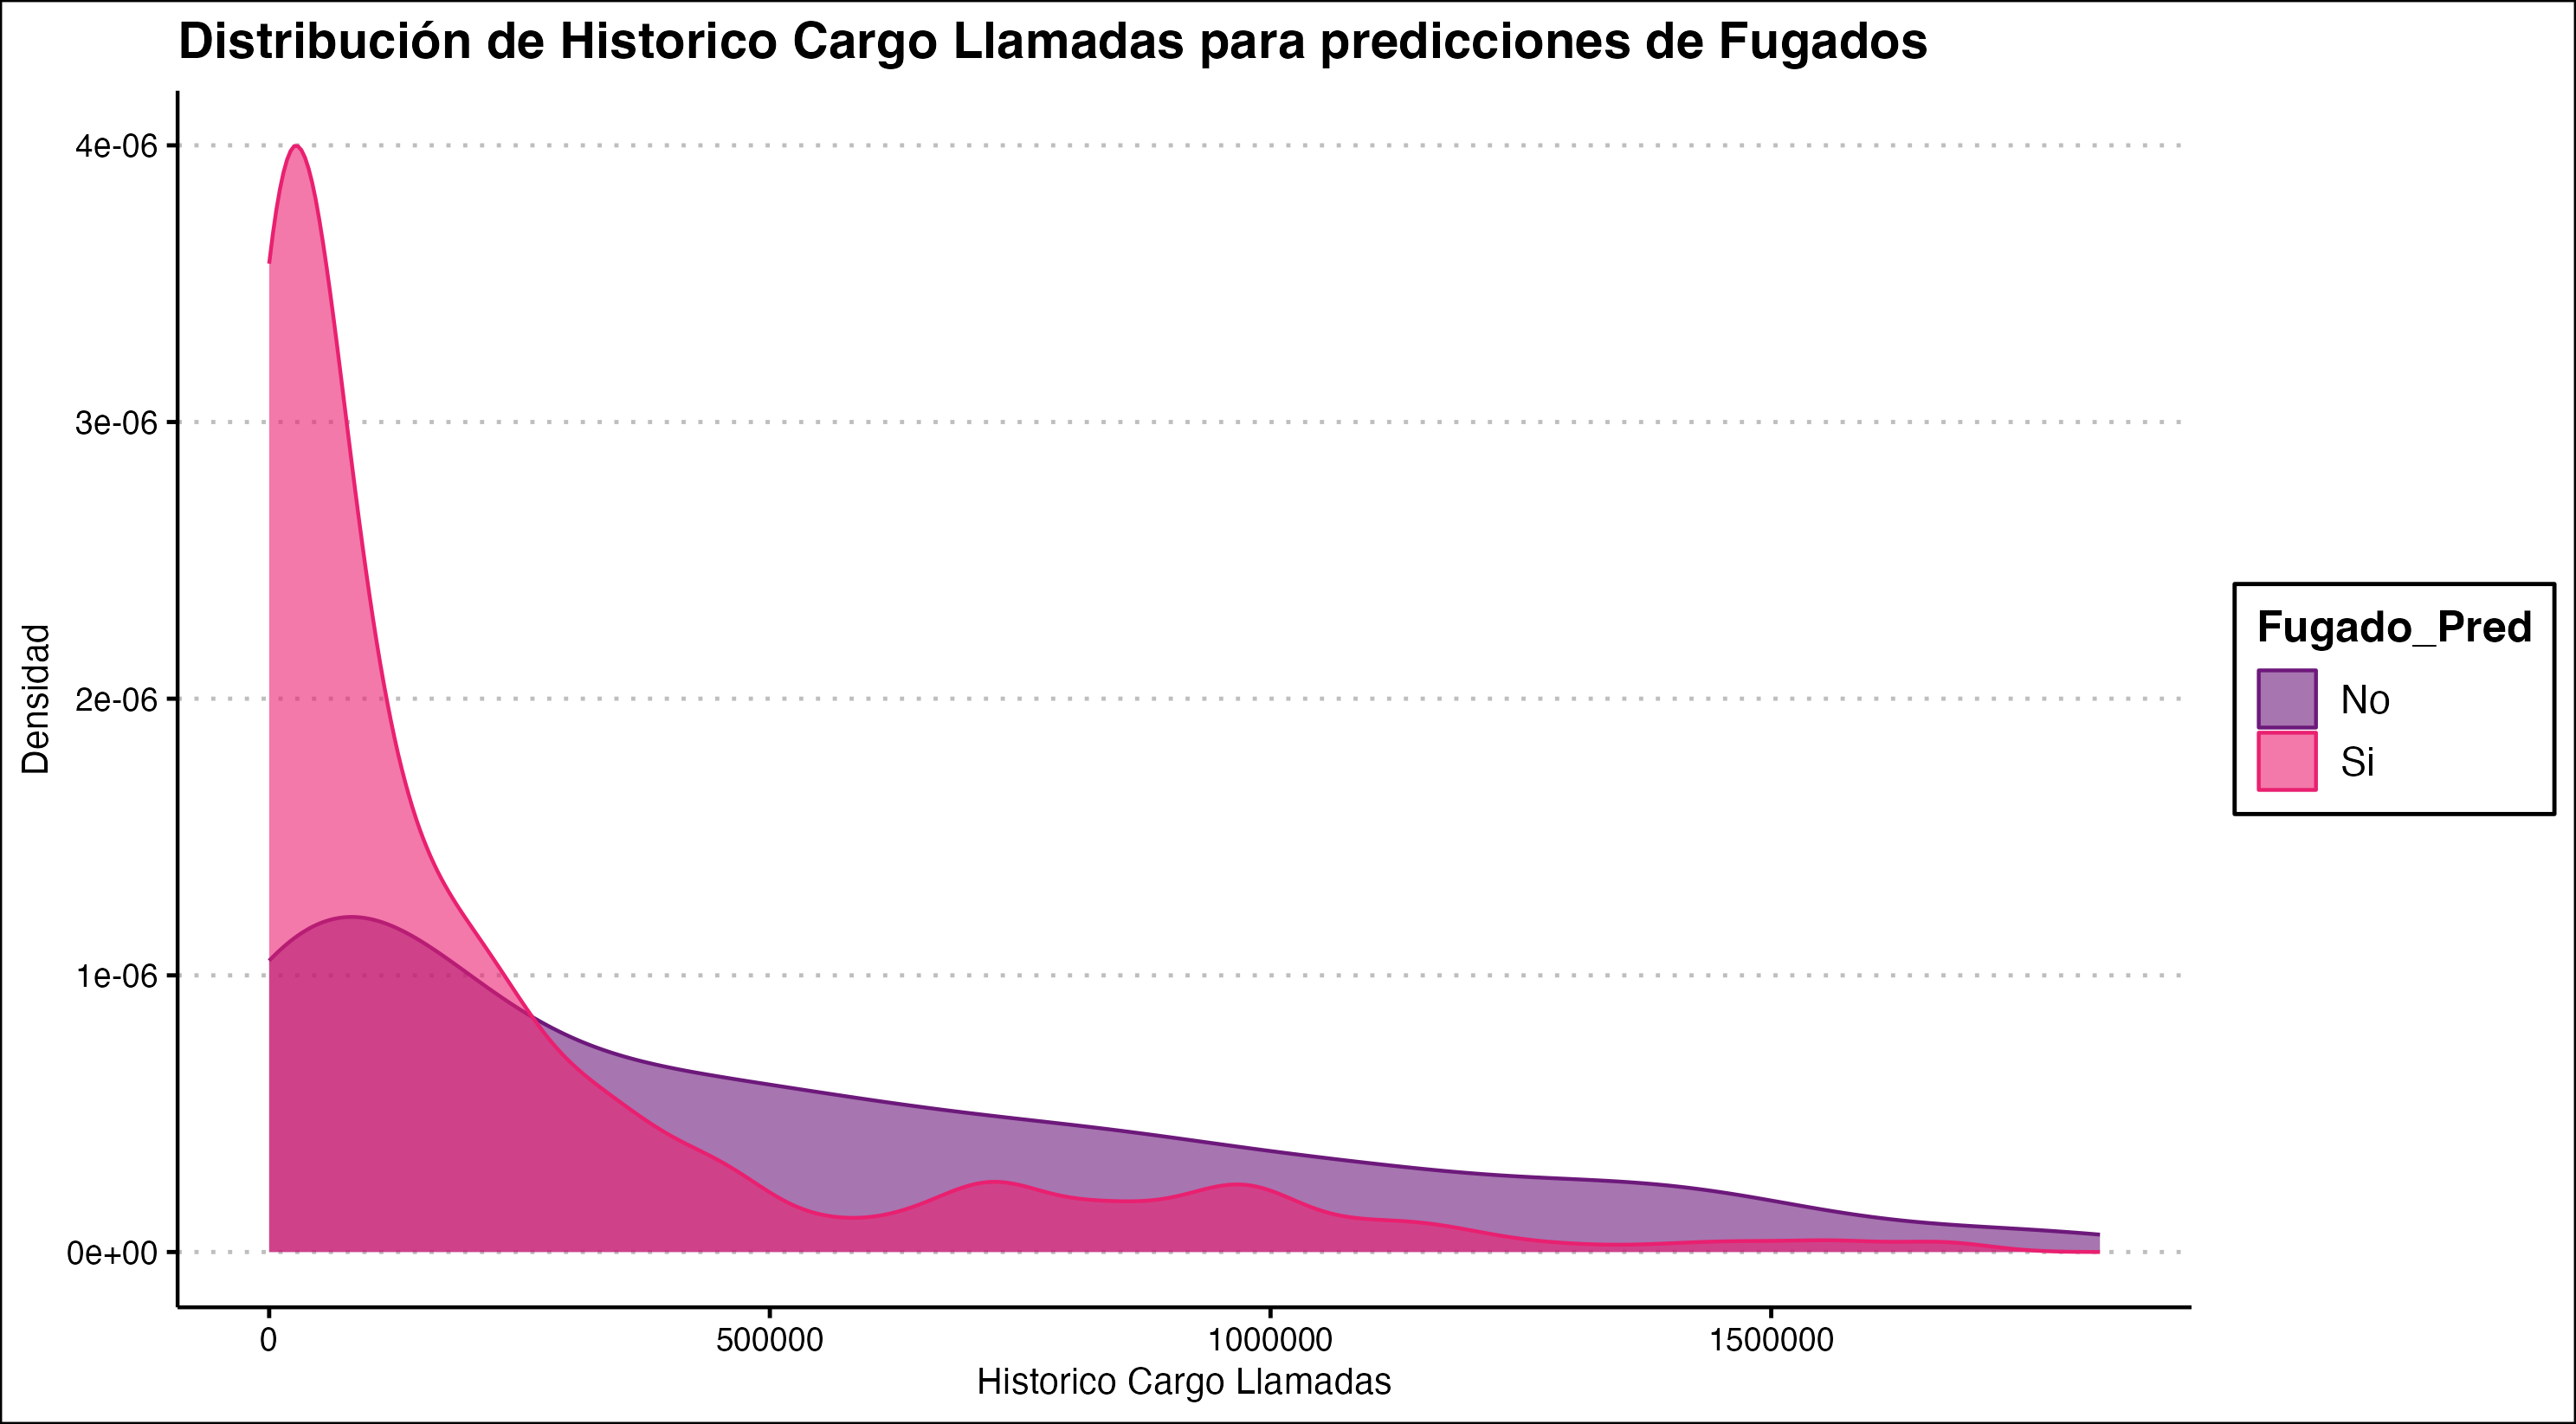 Distribución de Historico Cargo Llamadas para predicciones de Fugados
4e-06
3e-06
2e-06
1e-06
0e+00
Densidad
0
500000
1000000
1500000
Historico Cargo Llamadas
Fugado_Pred
No
Si